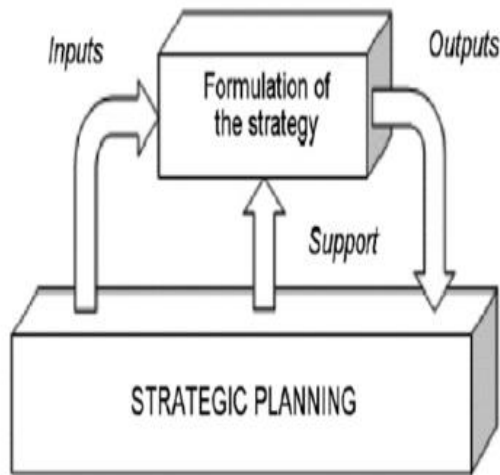 Inputs
Outputs
Formulation of
the strategy
Support
STRATEGIC PLANNING